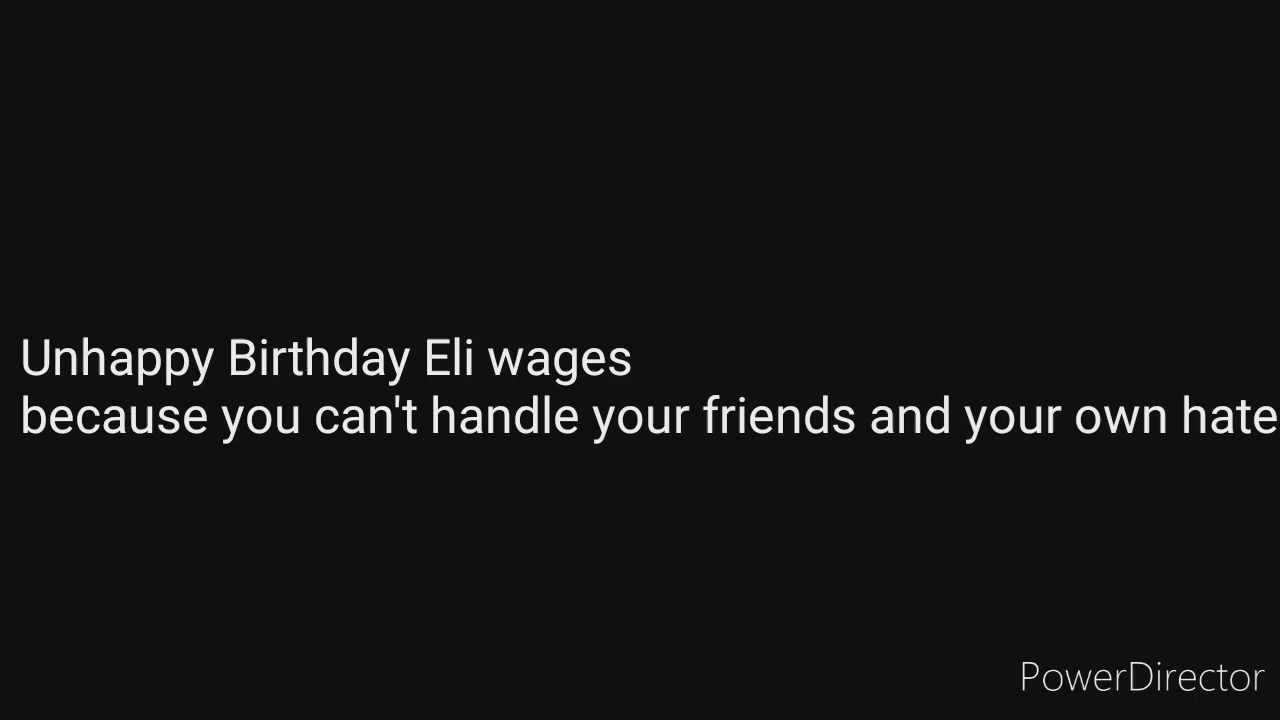 Unhappy Birthday Eli wages
because you can't handle your friends and your own hate
PowerDirector